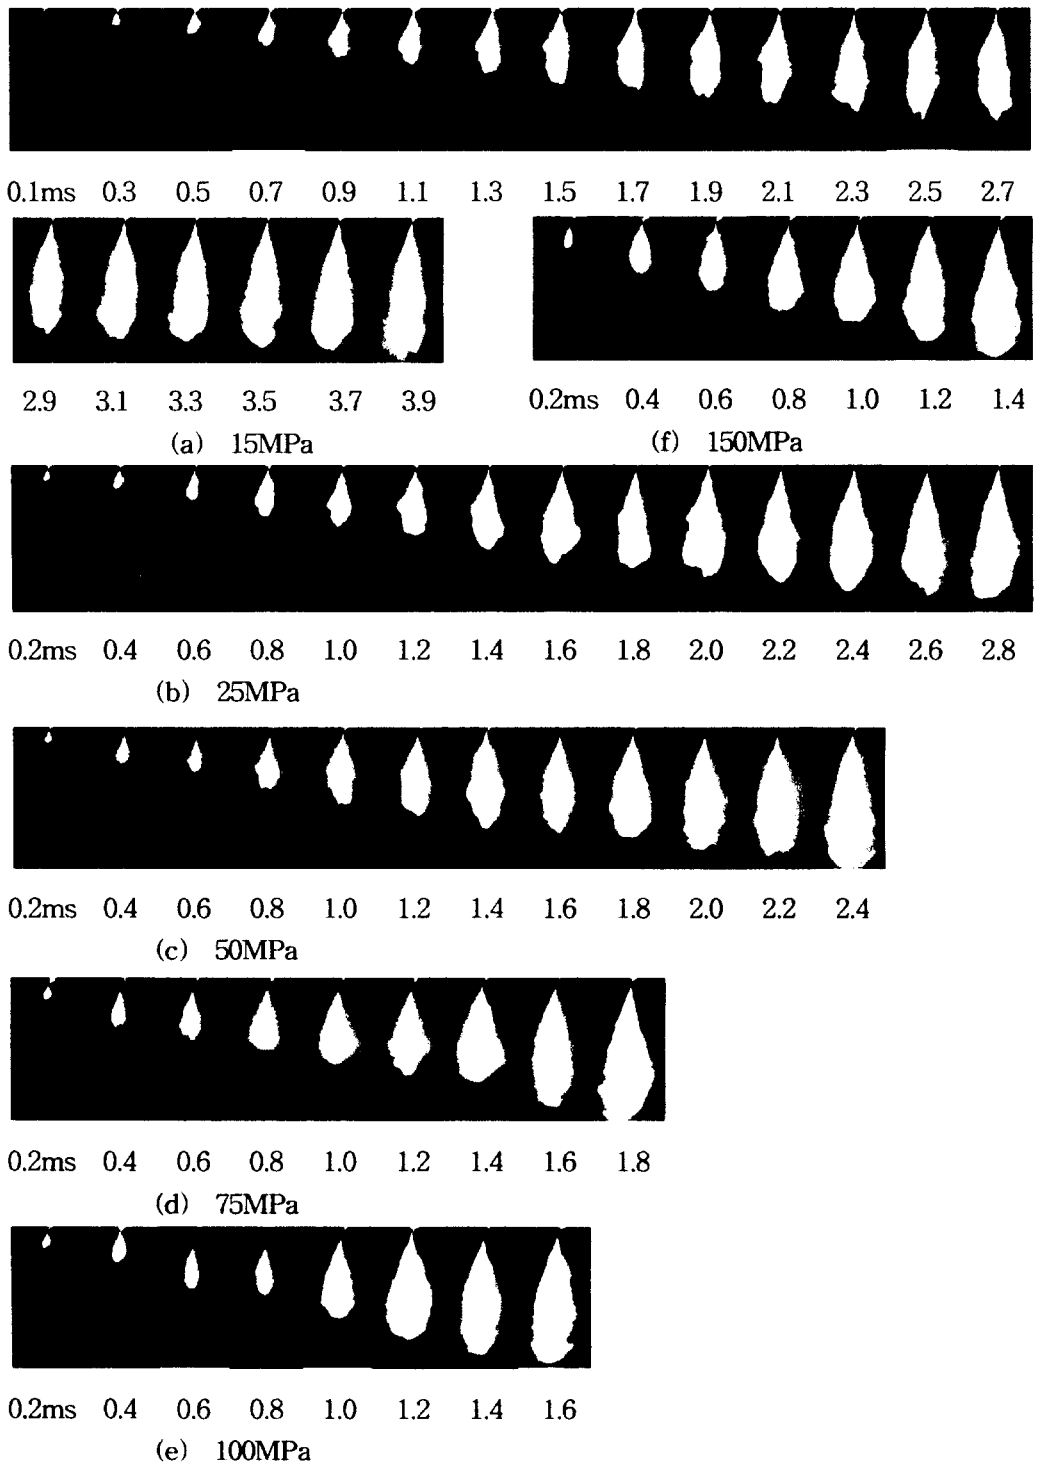 0.1ms 0.3 0.5 0.7 0.9 1.1 1.3 1.5 1.7 1.9 2.1 2.3 2.5 2.7
2.9 3.1 3.3 3.5 3.7 3.9
(a) 15MPa
0.2ms 0.4 0.6 0.8 1.0 1.2 1.4
(f) 150MPa
0.2ms 0.4 0.6 0.8 1.0 1.2 1.4 1.6 1.8 2.0 2.2 2.4 2.6 2.8
(b) 25MPa
0.2ms 0.4 0.6 0.8 1.0 1.2 1.4 1.6 1.8 2.0 2.2 2.4
(c) 50MPa
0.2ms 0.4 0.6 0.8 1.0 1.2 1.4 1.6 1.8
(d) 75MPa
0.2ms 0.4 0.6 0.8 1.0 1.2 1.4 1.6
(e) 100MPa